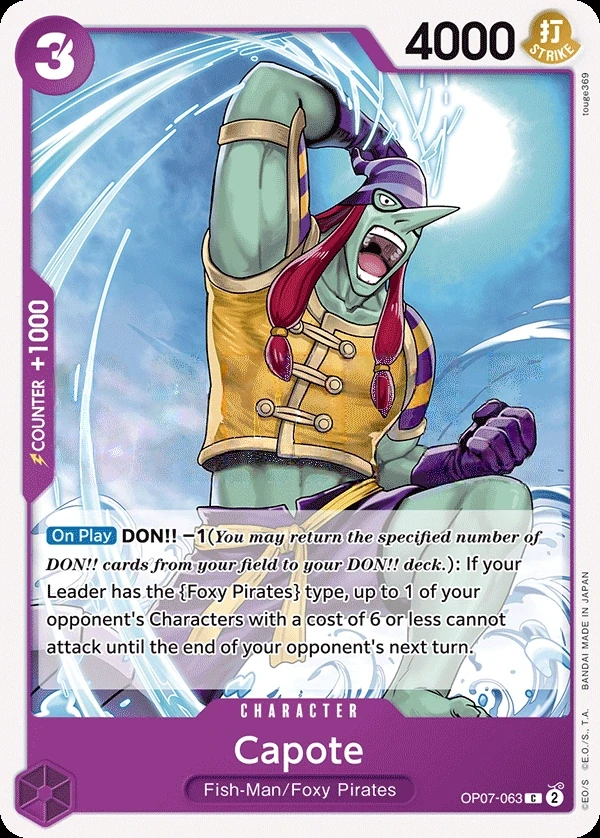 3
4000
打
STRIKE
touge369
COUNTER +1000
On Play DON!! −1(You may return the specified number of
DON!! cards from your field to your DON!! deck.): If your
Leader has the {Foxy Pirates} type, up to 1 of your
opponent's Characters with a cost of 6 or less cannot
attack until the end of your opponent's next turn.
CHARACTER
Capote
Fish-Man/Foxy Pirates
OP07-063 C 2
©EO/S ©E.O./S., T.A. BANDAI MADE IN JAPAN